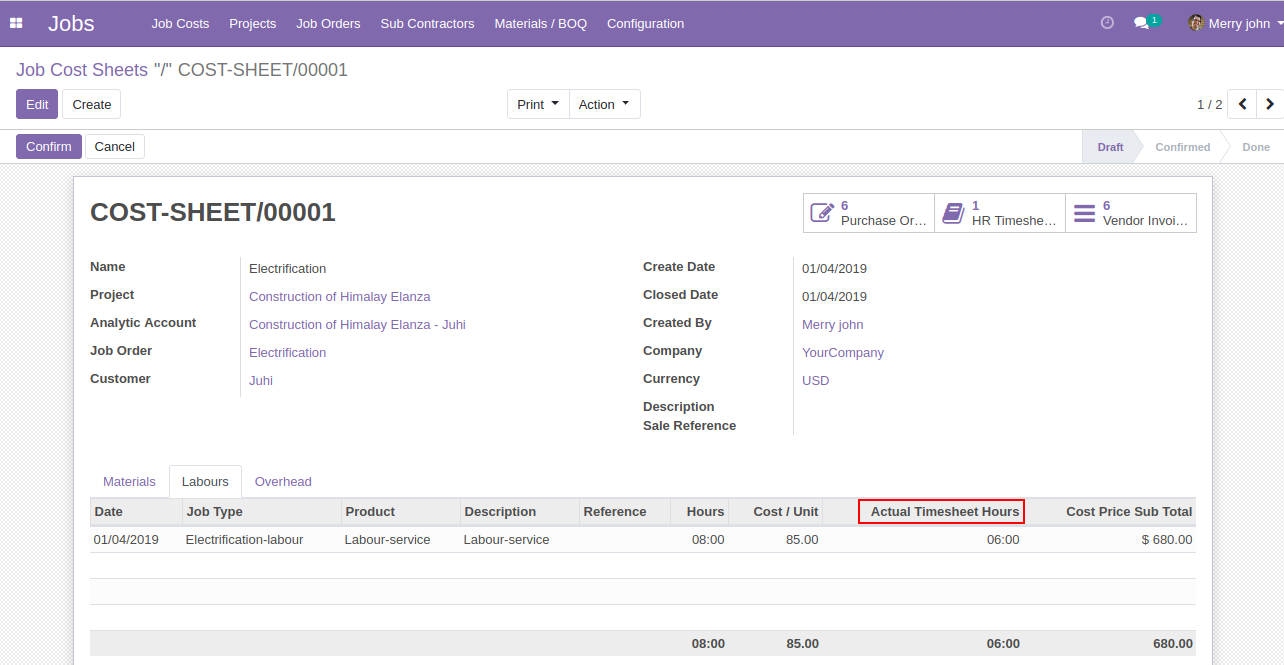 Jobs Job Costs Projects Job Orders Sub Contractors Materials / BOQ Configuration 1 Merry john
Job Cost Sheets "/" COST-SHEET/00001
Edit Create Print Action 1 / 2
Confirm Cancel Draft Confirmed Done
COST-SHEET/00001
6 Purchase Or…
1 HR Timeshe…
6 Vendor Invoi…
Name Electrification
Project Construction of Himalay Elanza
Analytic Account Construction of Himalay Elanza - Juhi
Job Order Electrification
Customer Juhi
Create Date 01/04/2019
Closed Date 01/04/2019
Created By Merry john
Company YourCompany
Currency USD
Description
Sale Reference
Materials Labours Overhead
Date Job Type Product Description Reference Hours Cost / Unit Actual Timesheet Hours Cost Price Sub Total
01/04/2019 Electrification-labour Labour-service Labour-service 08:00 85.00 06:00 $ 680.00
08:00 85.00 06:00 680.00